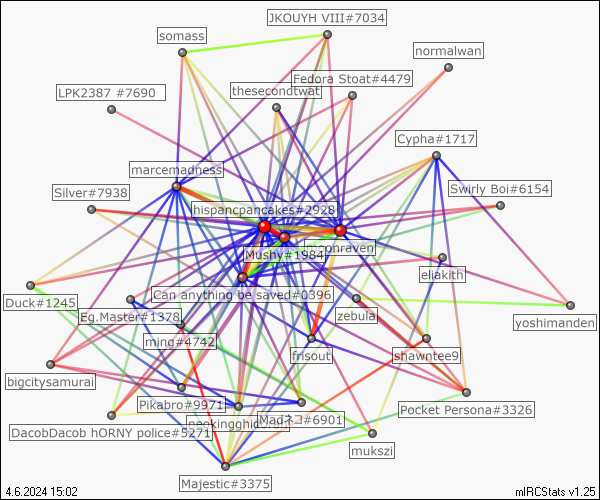 JKOUYH VIII#7034
somass
normalwan
Fedora Stoat#4479
LPK2387 #7690
thesecondtwat
Cypha#1717
marcemadness
Silver#7938
Swirly Boi#6154
hispancpancakes#2928
Mushy#1984
eliakith
Can anything be saved#0396
Duck#1245
Eg.Master#1378
zebula
yoshimanden
ming#4742
frisout
shawntee9
bigcitysamurai
Pikabro#9971
Madネコ#6901
Pocket Persona#3326
DacobDacob hORNY police#5271
mukszi
Majestic#3375
4.6.2024 15:02
mIRCStats v1.25